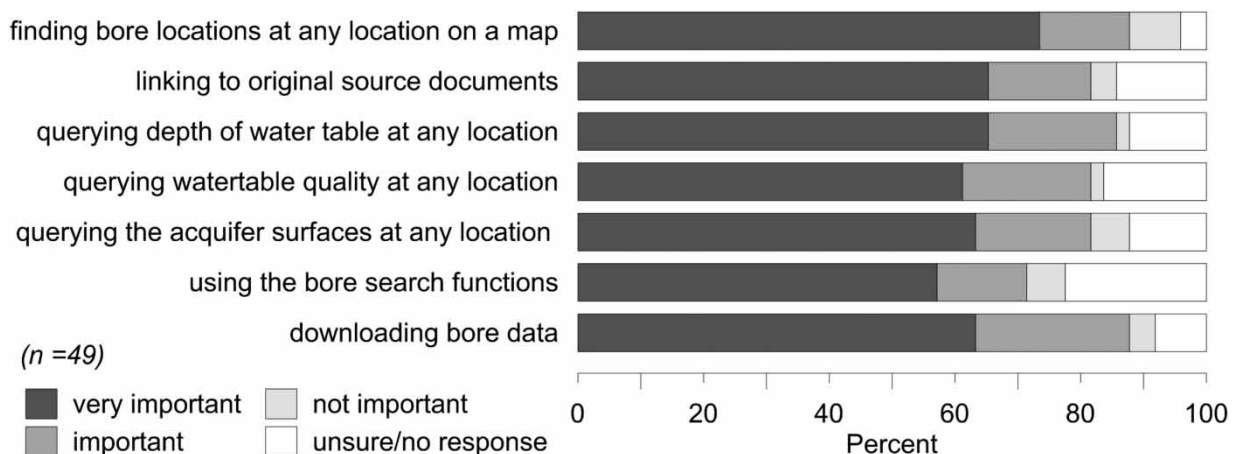 finding bore locations at any location on a map
linking to original source documents
querying depth of water table at any location
querying watertable quality at any location
querying the acquifer surfaces at any location
using the bore search functions
downloading bore data
(n =49)
very important
not important
important
unsure/no response
0 20 40 60 80 100
Percent